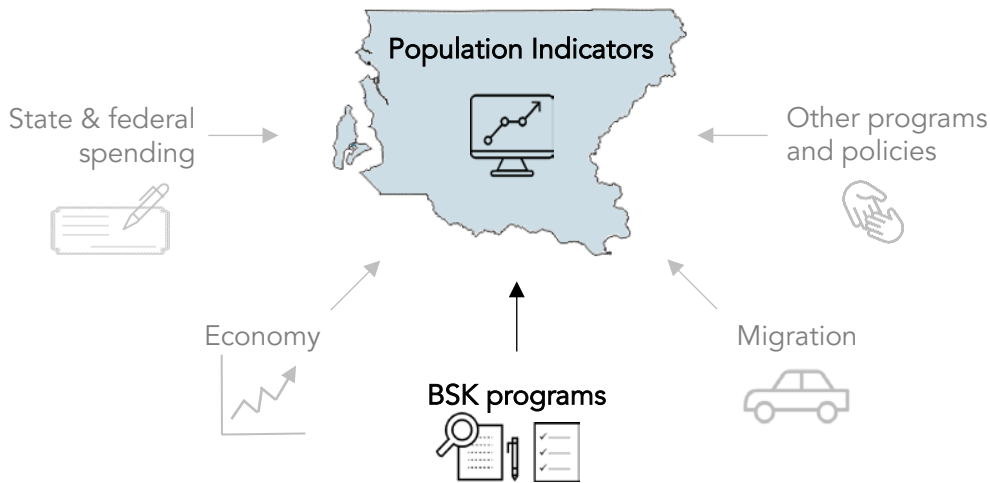 Population Indicators
State & federal
spending
Other programs
and policies
Economy
Migration
BSK programs